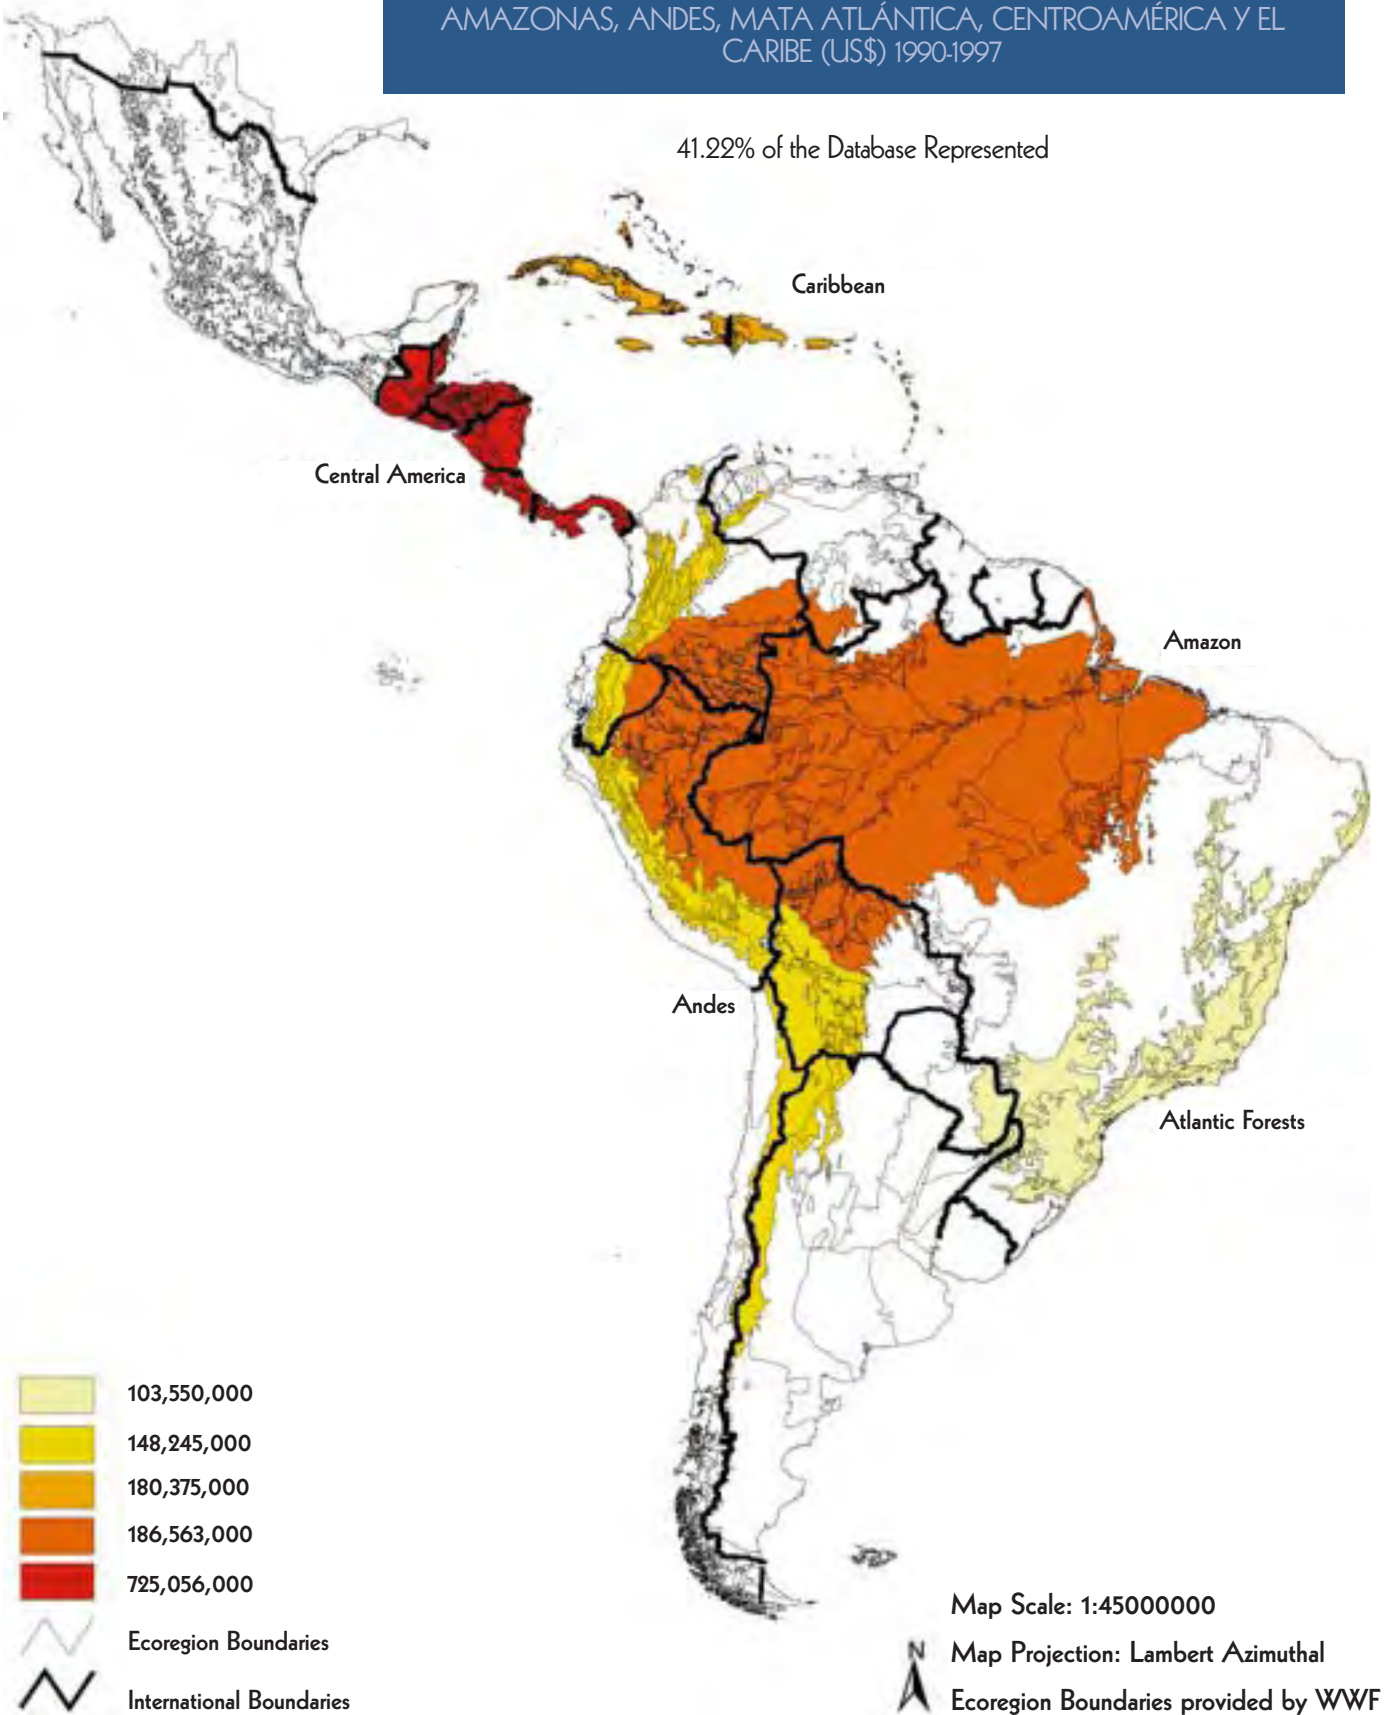 AMAZONAS, ANDES, MATA ATLÁNTICA, CENTROAMÉRICA Y EL
CARIBE (US$) 1990-1997
41.22% of the Database Represented
Caribbean
Central America
Amazon
Andes
Atlantic Forests
103,550,000
148,245,000
180,375,000
186,563,000
725,056,000
Ecoregion Boundaries
International Boundaries
Map Scale: 1:45000000
N
Map Projection: Lambert Azimuthal
Ecoregion Boundaries provided by WWF